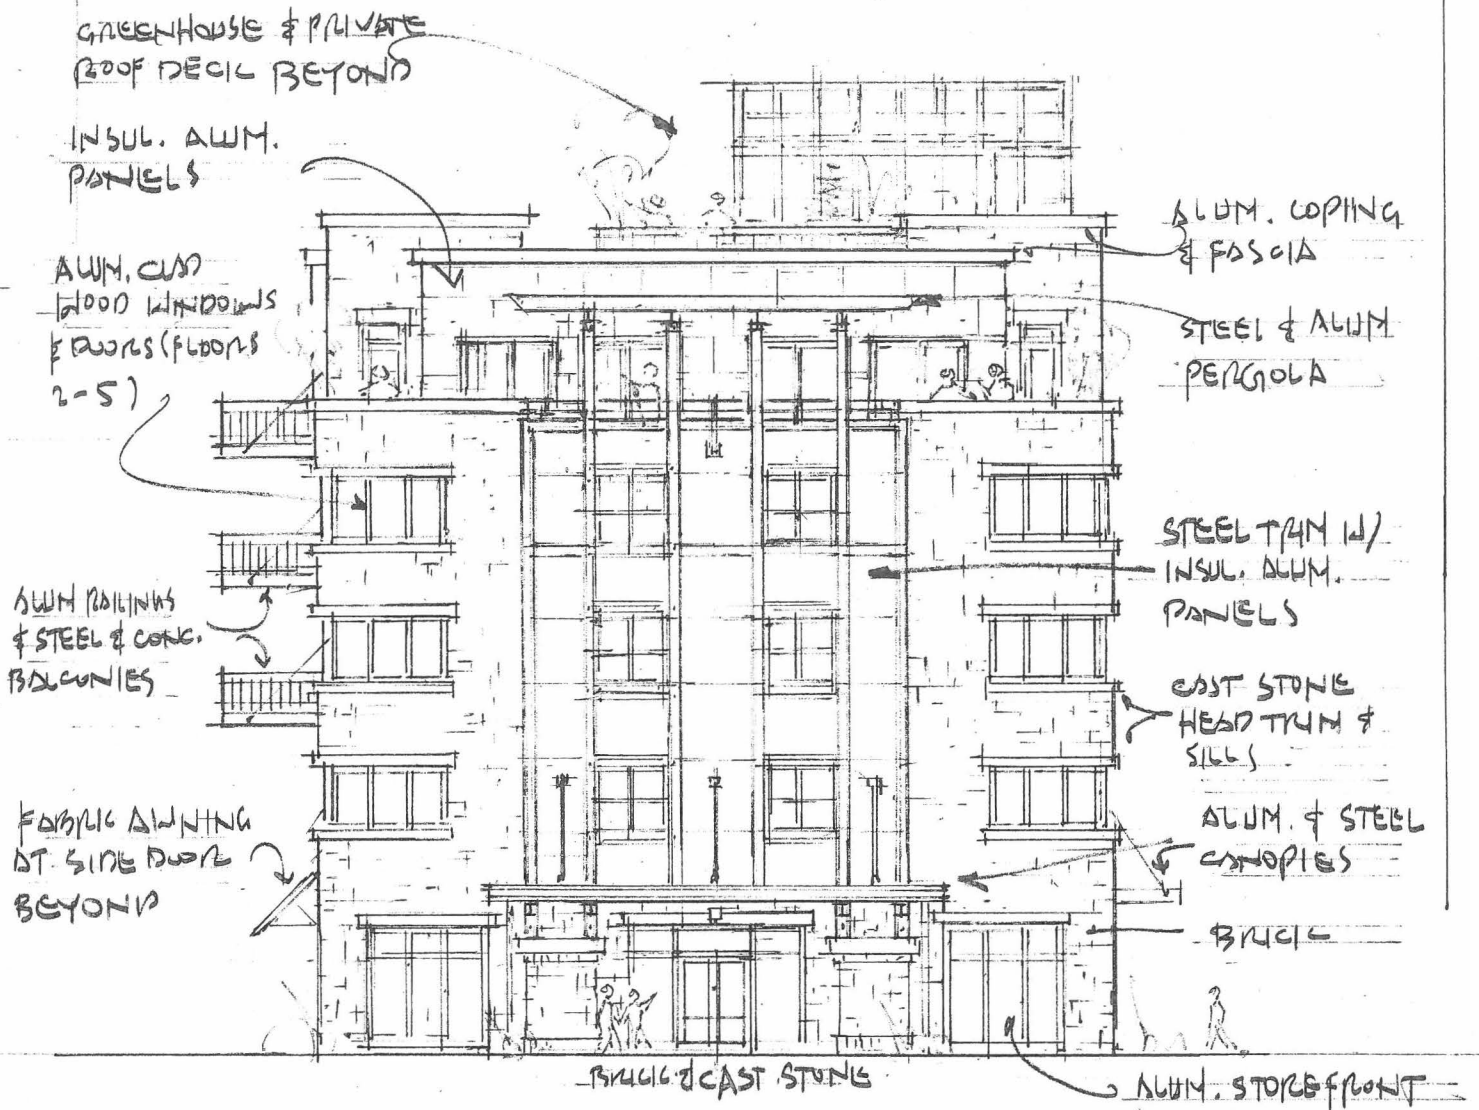 GREENHOUSE & PRIVATE
ROOF DECK BEYOND
INSUL. ALUM.
PANELS
ALUM. CLAD
WOOD WINDOWS
& DOORS (FLOORS
2-5)
ALUM RAILINGS
& STEEL & CONC.
BALCONIES
FABRIC AWNING
AT SIDE DOOR
BEYOND
ALUM. COPING
& FASCIA
STEEL & ALUM
PERGOLA
STEEL TRIM W/
INSUL. ALUM.
PANELS
CAST STONE
HEAD TRIM &
SILLS
ALUM. & STEEL
CANOPIES
BRICK
BRICK & CAST STONE
ALUM. STOREFRONT